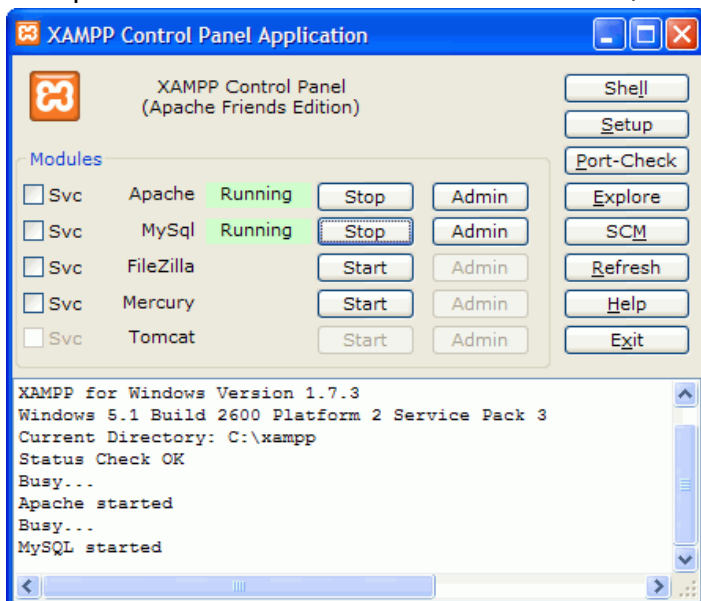 XAMPP Control Panel Application
XAMPP Control Panel
(Apache Friends Edition)
Shell
Setup
Port-Check
Explore
SCM
Refresh
Help
Exit
Modules
Svc Apache Running Stop Admin
Svc MySql Running Stop Admin
Svc FileZilla Start Admin
Svc Mercury Start Admin
Svc Tomcat Start Admin
XAMPP for Windows Version 1.7.3
Windows 5.1 Build 2600 Platform 2 Service Pack 3
Current Directory: C:\xampp
Status Check OK
Busy...
Apache started
Busy...
MySQL started